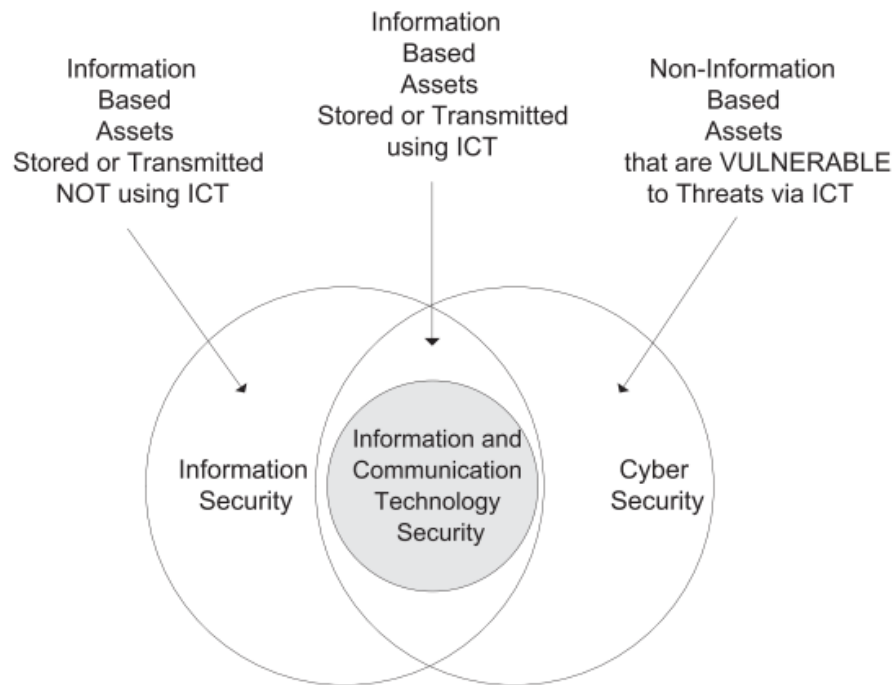 Information
Based
Assets
Stored or Transmitted
NOT using ICT
Information
Based
Assets
Stored or Transmitted
using ICT
Non-Information
Based
Assets
that are VULNERABLE
to Threats via ICT
Information
Security
Information and
Communication
Technology
Security
Cyber
Security